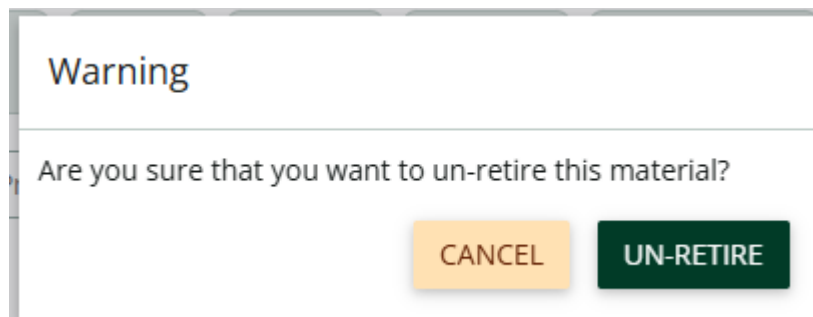 Warning
Are you sure that you want to un-retire this material?
CANCEL
UN-RETIRE